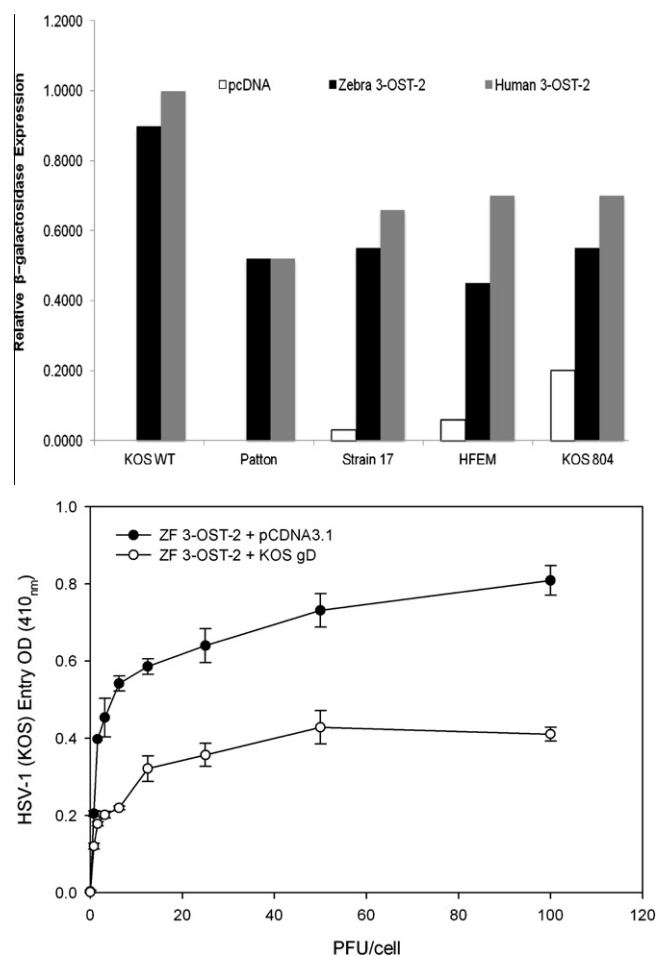 Relative β-galactosidase Expression
1.2000
1.0000
0.8000
0.6000
0.4000
0.2000
0.0000
pcDNA Zebra 3-OST-2 Human 3-OST-2
KOS WT Patton Strain 17 HFEM KOS 804
HSV-1 (KOS) Entry OD (410nm)
1.0
0.8
0.6
0.4
0.2
0.0
ZF 3-OST-2 + pCDNA3.1
ZF 3-OST-2 + KOS gD
0 20 40 60 80 100 120
PFU/cell